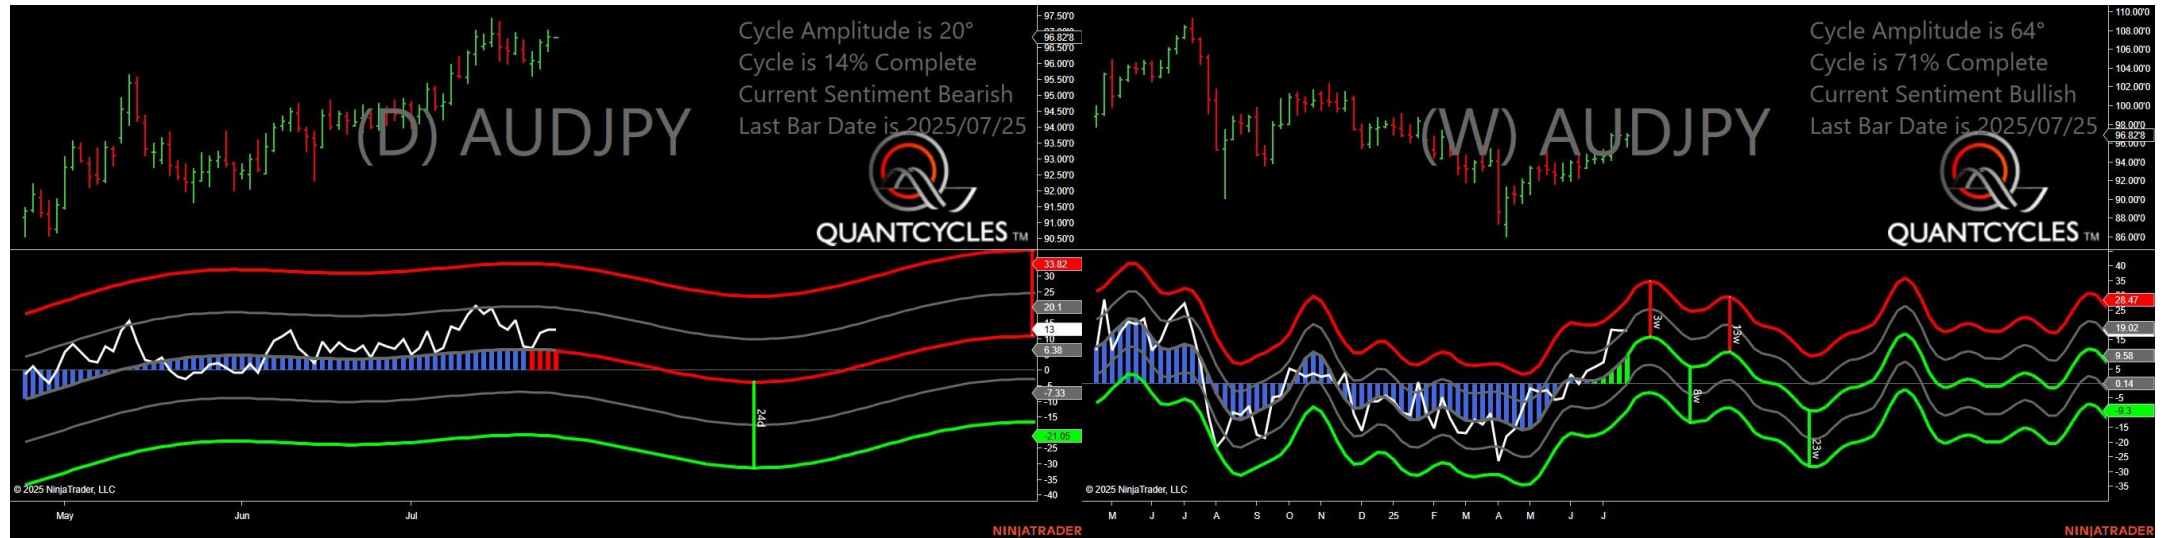 Cycle Amplitude is 20°
Cycle is 14% Complete
Current Sentiment Bearish
Last Bar Date is 2025/07/25
(D) AUDJPY
QUANTCYCLES TM
97.50'0
96.82'8
96.50'0
96.00'0
95.50'0
95.00'0
94.50'0
94.00'0
93.50'0
93.00'0
92.50'0
92.00'0
91.50'0
91.00'0
90.50'0
33.82
30
25
20.1
15
13
6.38
0
-5
-7.33
-10
-15
-21.05
-25
-30
-35
-40
24d
© 2025 NinjaTrader, LLC
May
Jun
Jul
NINJATRADER
Cycle Amplitude is 64°
Cycle is 71% Complete
Current Sentiment Bullish
Last Bar Date is 2025/07/25
(W) AUDJPY
QUANTCYCLES TM
110.00'0
108.00'0
106.00'0
104.00'0
102.00'0
100.00'0
98.00'0
96.82'8
96.00'0
94.00'0
92.00'0
90.00'0
88.00'0
86.00'0
40
35
28.47
25
19.02
15
9.58
5
0.14
-5
-9.3
-15
-20
-25
-30
-35
3w
8w
13w
23w
© 2025 NinjaTrader, LLC
M
J
J
A
S
O
N
D
25
F
M
A
M
J
J
NINJATRADER